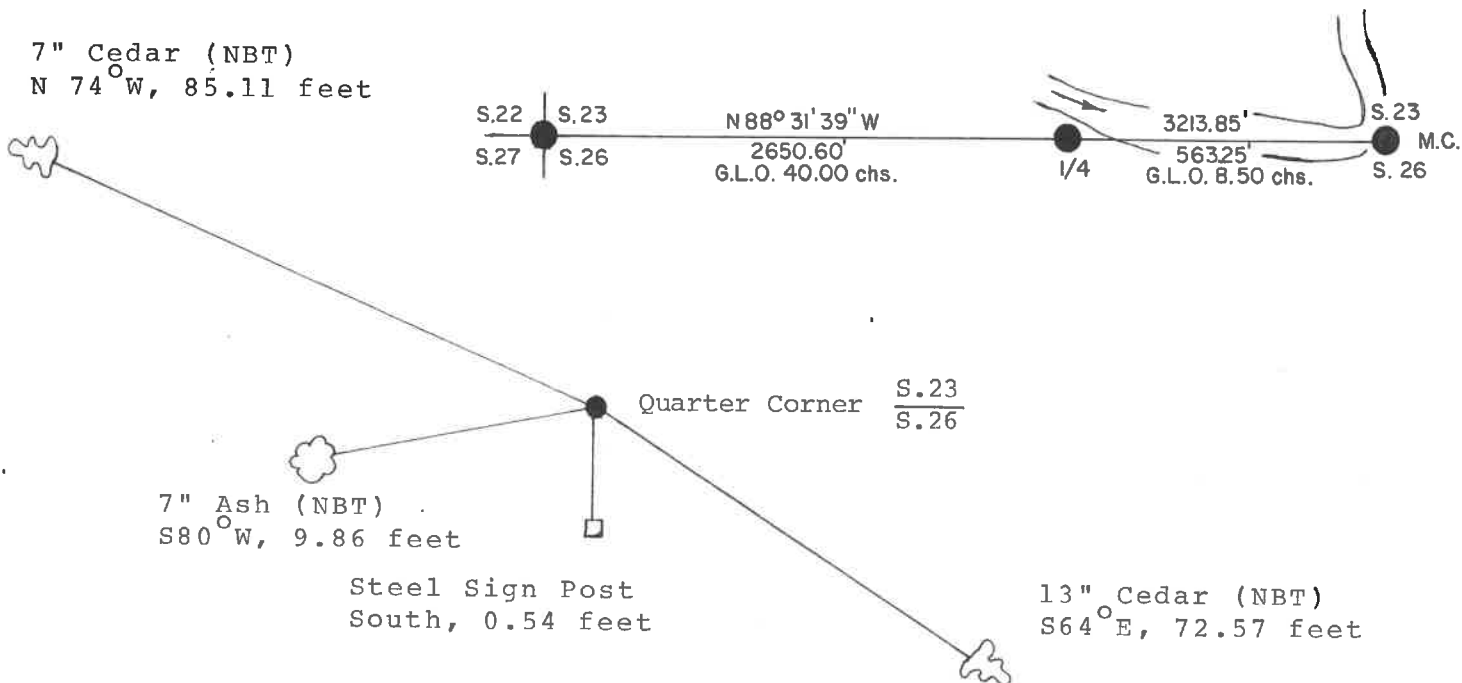 7" Cedar (NBT)
N 74°W, 85.11 feet
S.22 S.23
S.27 S.26
N 88° 31' 39" W
2650.60'
G.L.O. 40.00 chs.
1/4
3213.85'
563.25'
G.L.O. 8.50 chs.
S.23
M.C.
S. 26
Quarter Corner
S.23
S.26
7" Ash (NBT)
S80°W, 9.86 feet
Steel Sign Post
South, 0.54 feet
13" Cedar (NBT)
S64°E, 72.57 feet